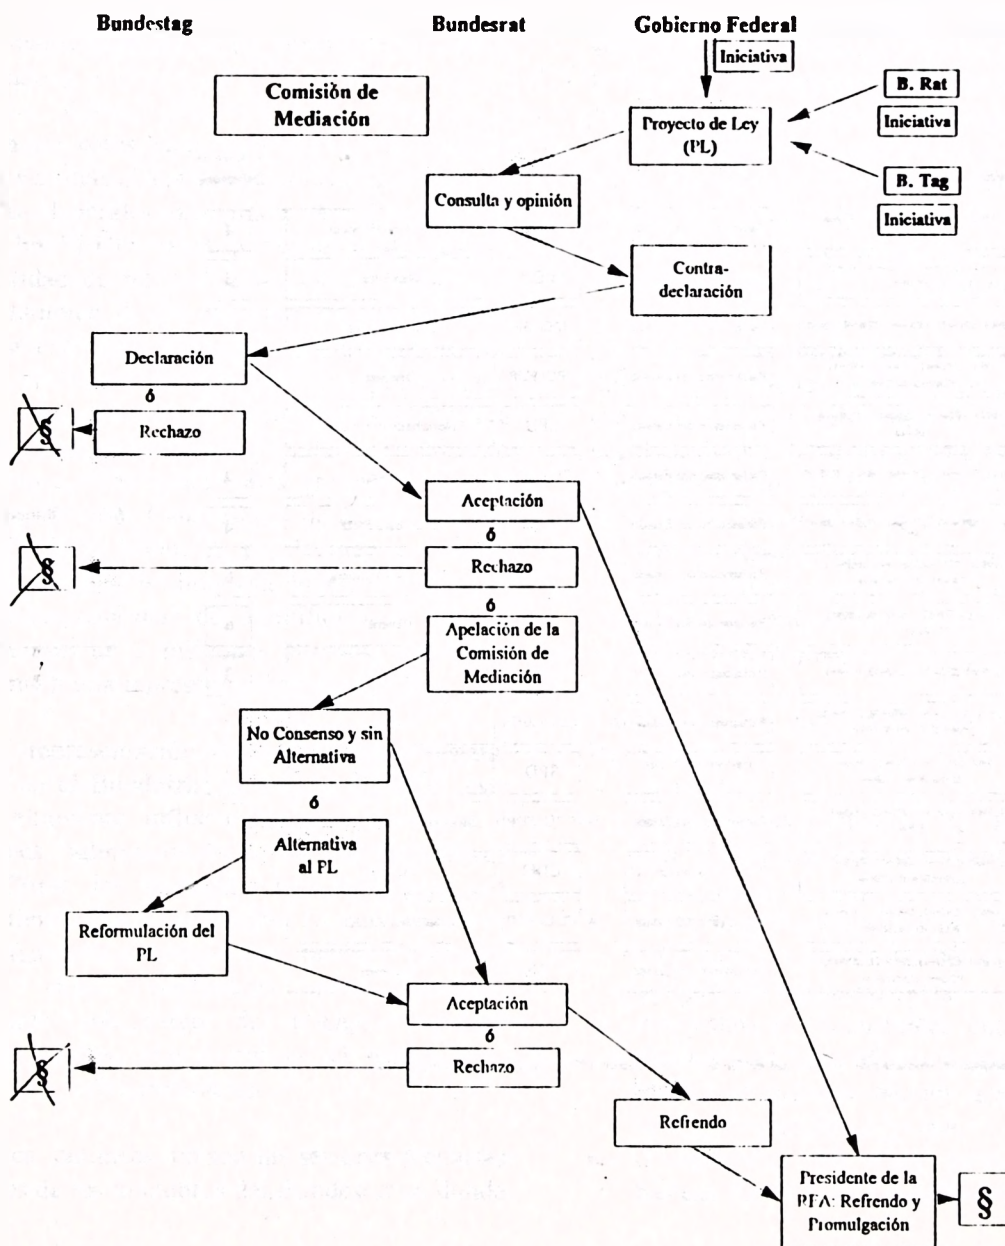 Bundestag
Bundesrat
Gobierno Federal
Iniciativa
Comisión de
Mediación
B. Rat
Iniciativa
Proyecto de Ley
(PL)
B. Tag
Iniciativa
Consulta y opinión
Contra-
declaración
Declaración
ó
Rechazo
§
Aceptación
ó
Rechazo
§
ó
Apelación de la
Comisión de
Mediación
No Consenso y sin
Alternativa
ó
Alternativa
al PL
Reformulación del
PL
Aceptación
ó
Rechazo
§
Refrendo
Presidente de la
RFA: Refrendo y
Promulgación
§